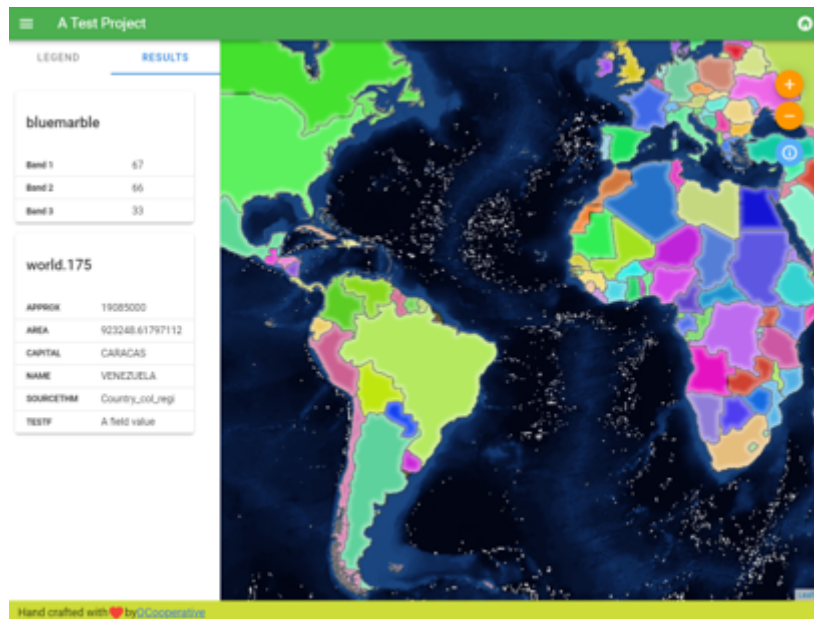 A Test Project
LEGEND RESULTS
bluemarble
Band 1 67
Band 2 66
Band 3 33
world.175
APPROX 19085000
AREA 923248.61797112
CAPITAL CARACAS
NAME VENEZUELA
SOURCETHM Country_col_regi
TESTF A field value
Hand crafted with ❤ by QCooperative